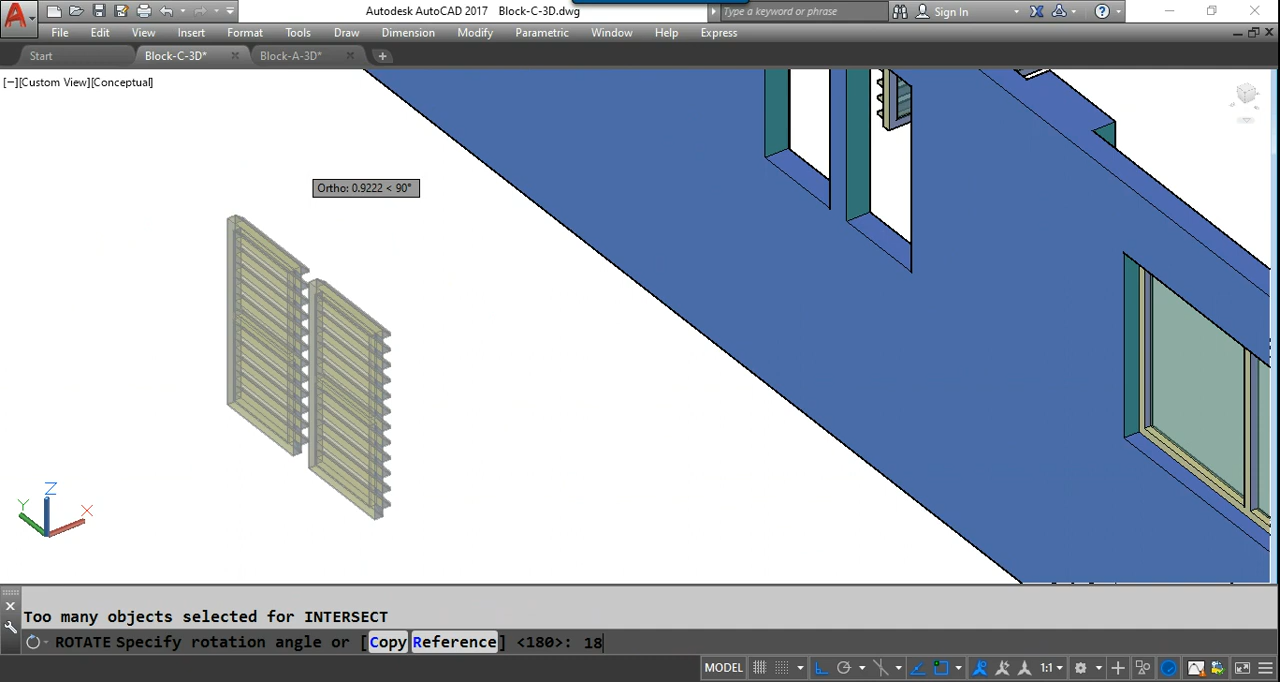 Autodesk AutoCAD 2017 Block-C-3D.dwg
Type a keyword or phrase
Sign In
File Edit View Insert Format Tools Draw Dimension Modify Parametric Window Help Express
Start Block-C-3D* Block-A-3D*
[−][Custom View][Conceptual]
Ortho: 0.9222 < 90°
Z
Y
X
Too many objects selected for INTERSECT
ROTATE Specify rotation angle or [Copy Reference] <180>: 18
MODEL 1:1